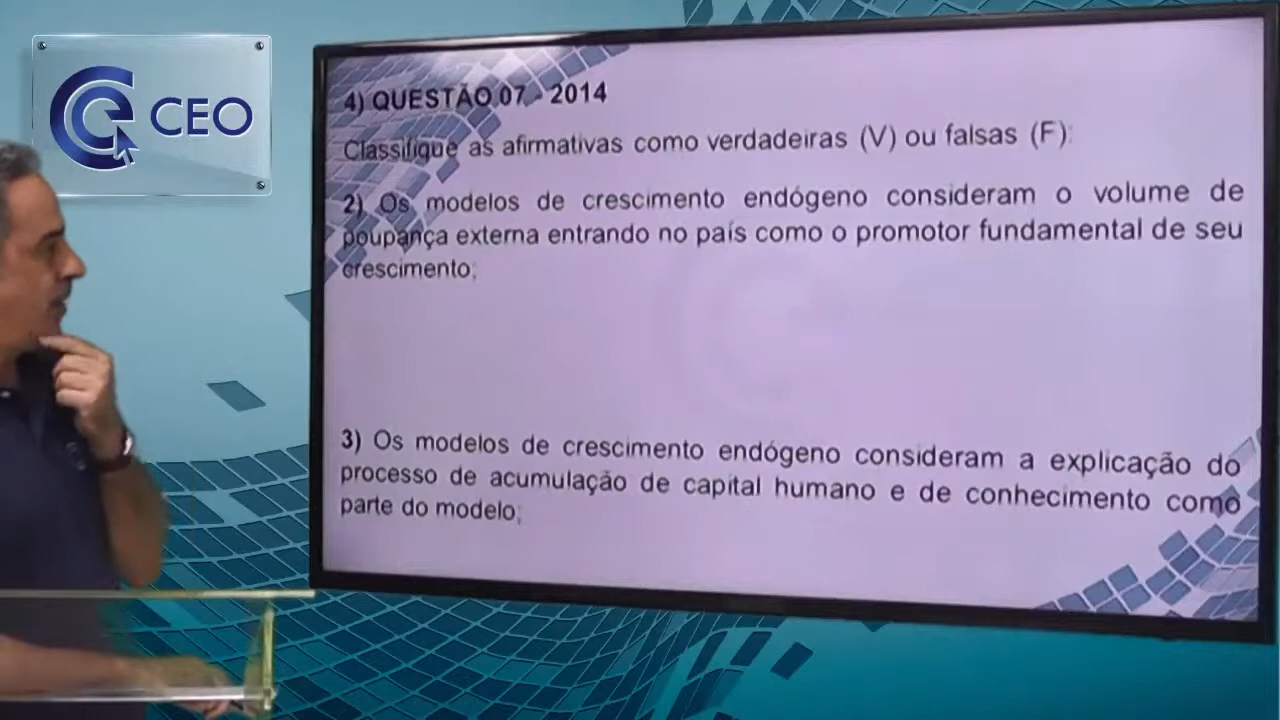 CEO
4) QUESTÃO 07 - 2014
Classifique as afirmativas como verdadeiras (V) ou falsas (F):
2) Os modelos de crescimento endógeno consideram o volume de
poupança externa entrando no país como o promotor fundamental de seu
crescimento;
3) Os modelos de crescimento endógeno consideram a explicação do
processo de acumulação de capital humano e de conhecimento como
parte do modelo;